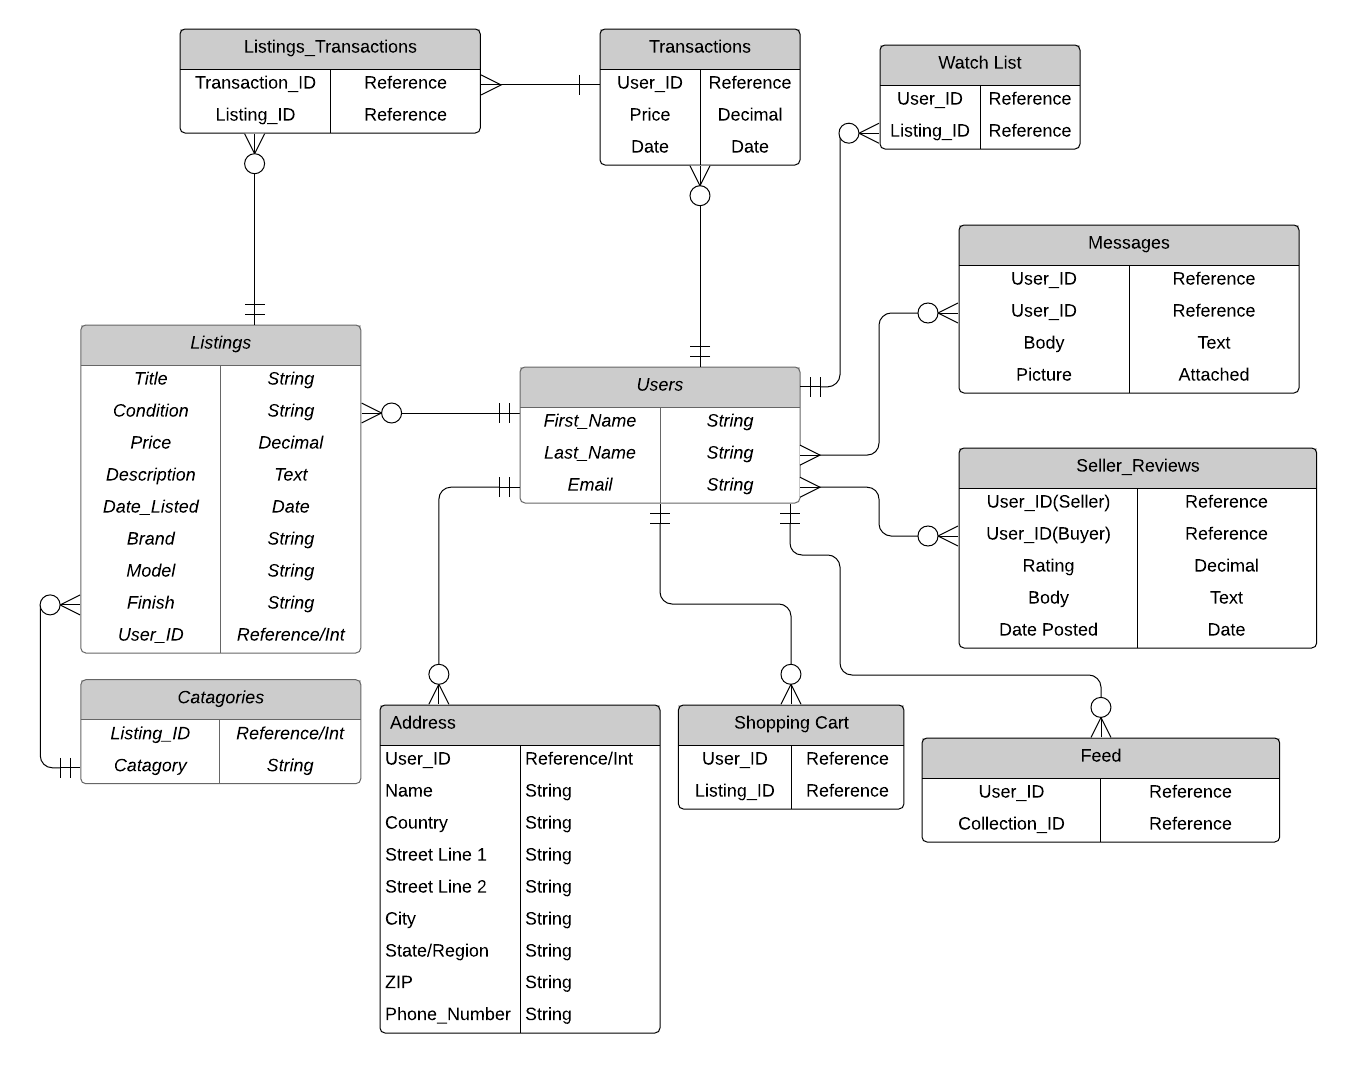 Listings_Transactions
Transaction_ID Reference
Listing_ID Reference
Transactions
User_ID Reference
Price Decimal
Date Date
Watch List
User_ID Reference
Listing_ID Reference
Messages
User_ID Reference
User_ID Reference
Body Text
Picture Attached
Listings
Title String
Condition String
Price Decimal
Description Text
Date_Listed Date
Brand String
Model String
Finish String
User_ID Reference/Int
Users
First_Name String
Last_Name String
Email String
Seller_Reviews
User_ID(Seller) Reference
User_ID(Buyer) Reference
Rating Decimal
Body Text
Date Posted Date
Catagories
Listing_ID Reference/Int
Catagory String
Address
User_ID Reference/Int
Name String
Country String
Street Line 1 String
Street Line 2 String
City String
State/Region String
ZIP String
Phone_Number String
Shopping Cart
User_ID Reference
Listing_ID Reference
Feed
User_ID Reference
Collection_ID Reference